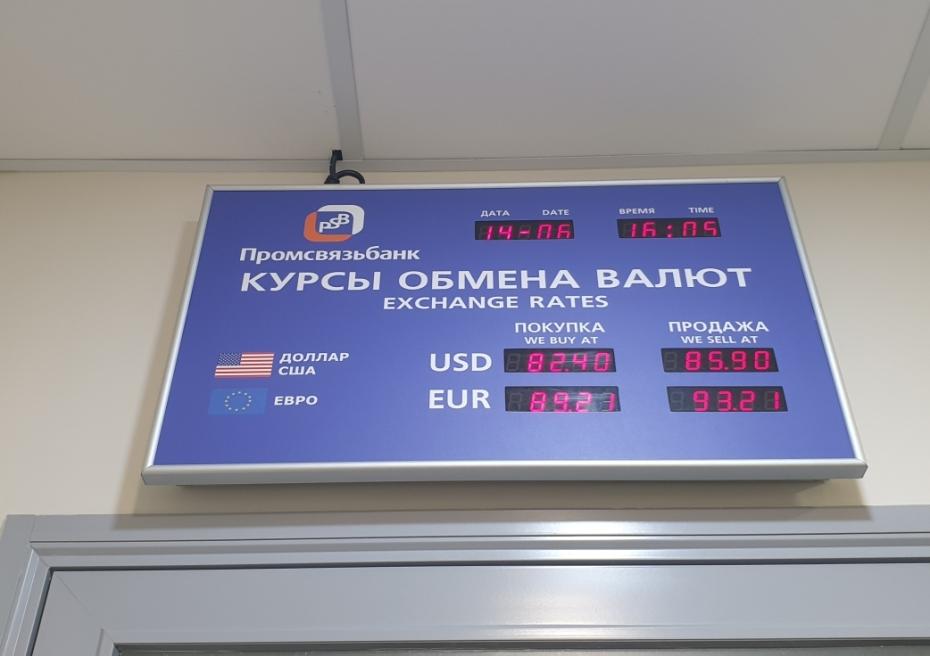 PSB
Промсвязьбанк
ДАТА DATE ВРЕМЯ TIME
14-06 16:05
КУРСЫ ОБМЕНА ВАЛЮТ
EXCHANGE RATES
ПОКУПКА ПРОДАЖА
WE BUY AT WE SELL AT
ДОЛЛАР
США
USD 82.40 85.90
ЕВРО EUR 89.21 93.21